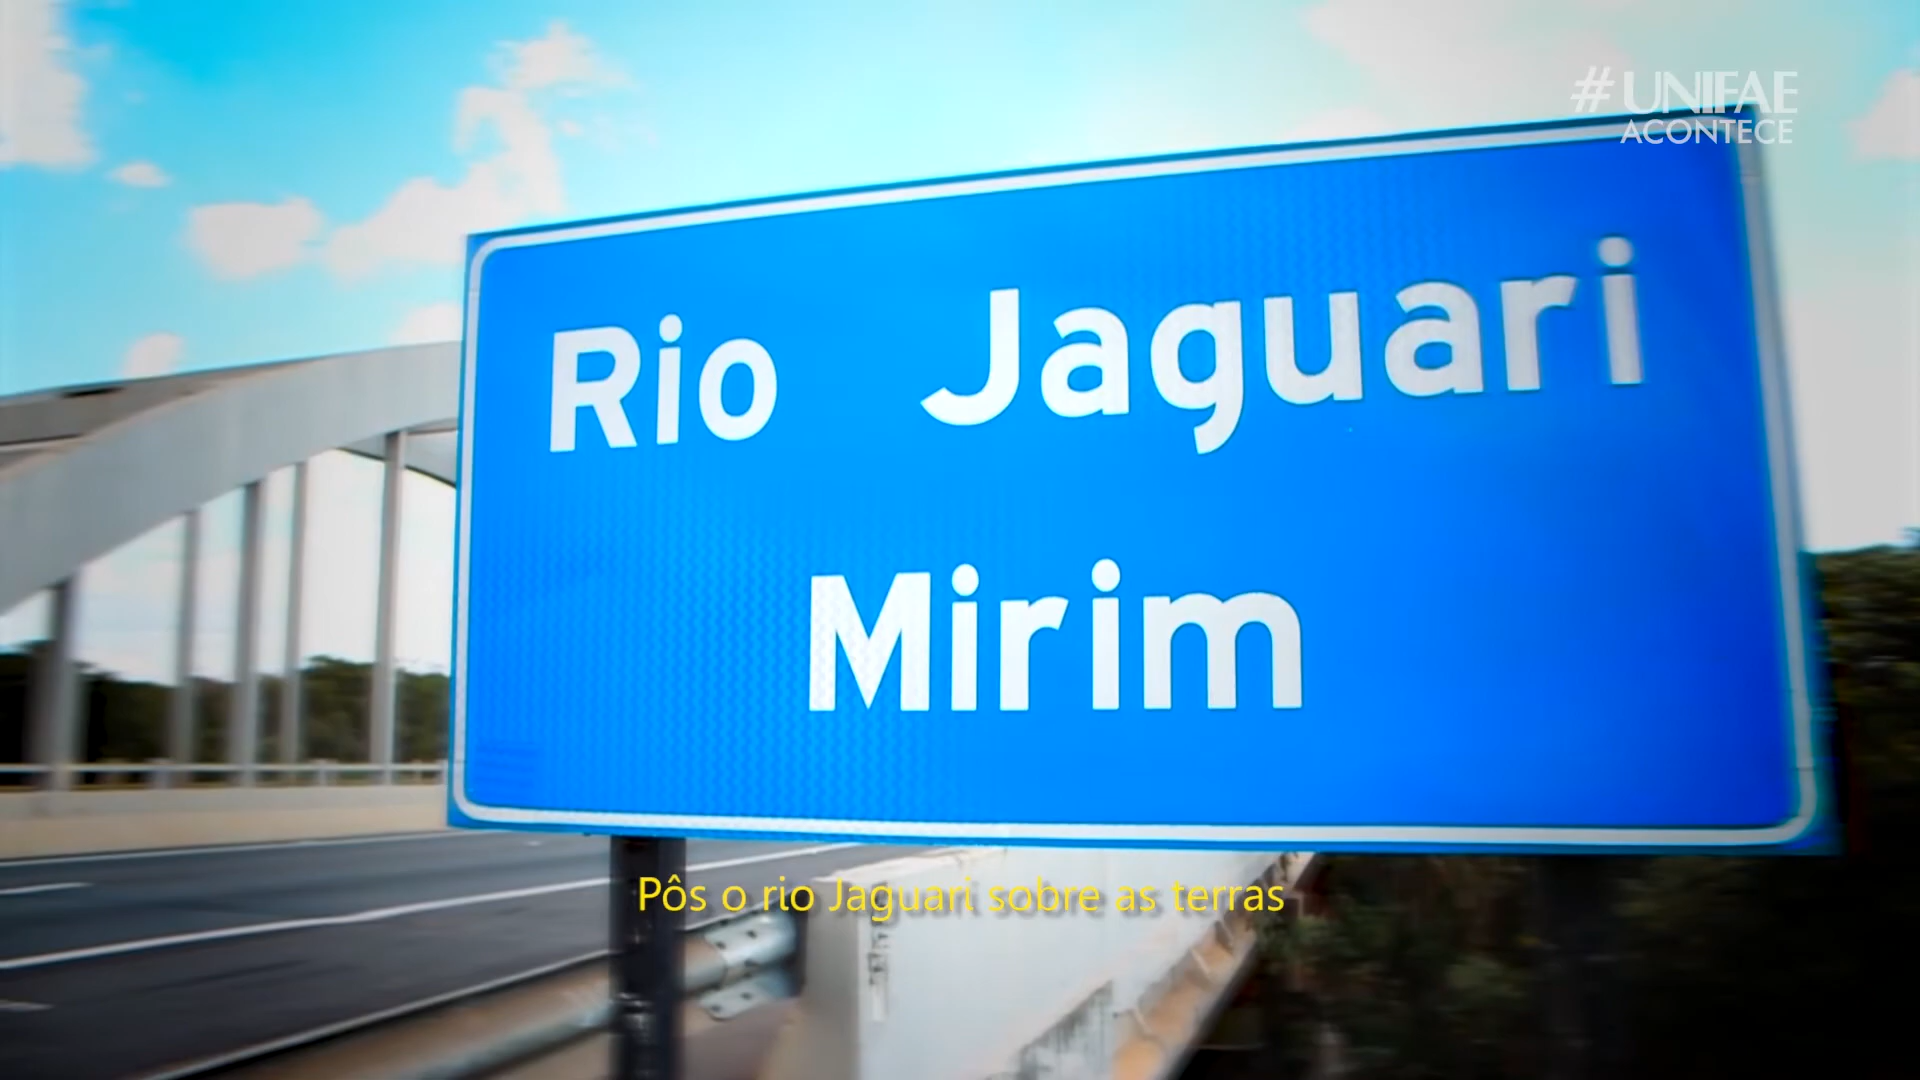 #UNIFAE
ACONTECE
Rio Jaguari
Mirim
Pôs o rio Jaguari sobre as terras